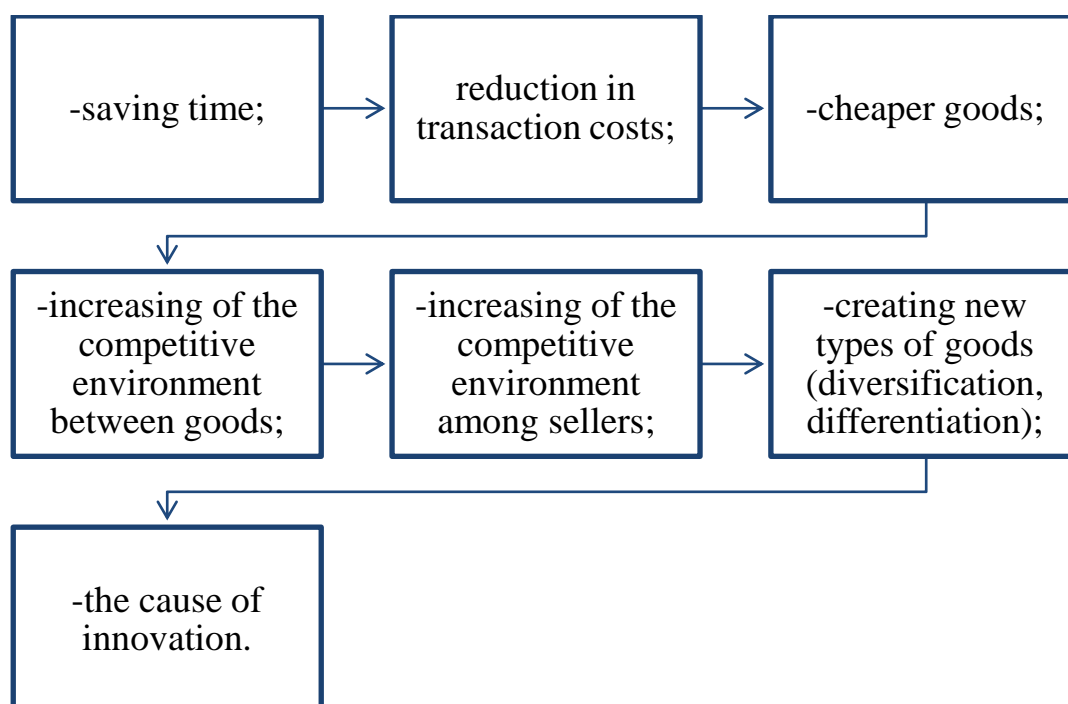 -saving time;
reduction in
transaction costs;
-cheaper goods;
-increasing of the
competitive
environment
between goods;
-increasing of the
competitive
environment
among sellers;
-creating new
types of goods
(diversification,
differentiation);
-the cause of
innovation.